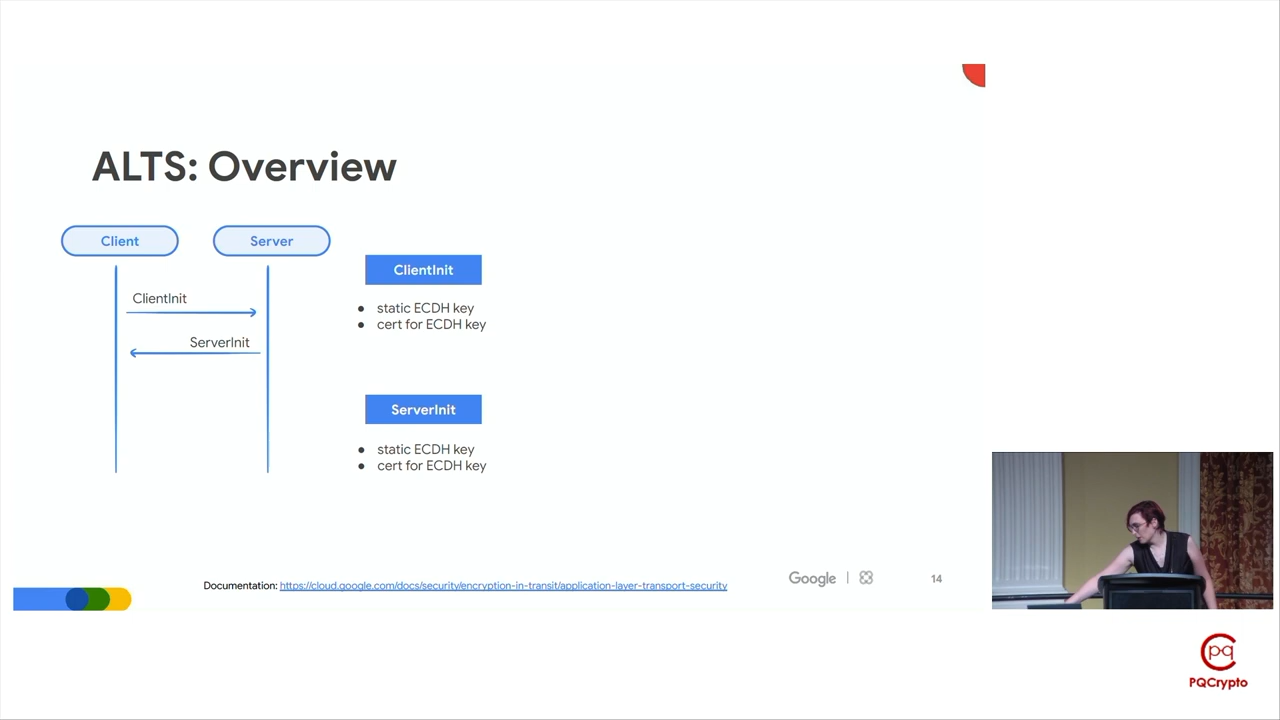 ALTS: Overview
Client
Server
ClientInit
ServerInit
ClientInit
● static ECDH key
● cert for ECDH key
ServerInit
● static ECDH key
● cert for ECDH key
Documentation: https://cloud.google.com/docs/security/encryption-in-transit/application-layer-transport-security
Google
14
pq
PQCrypto